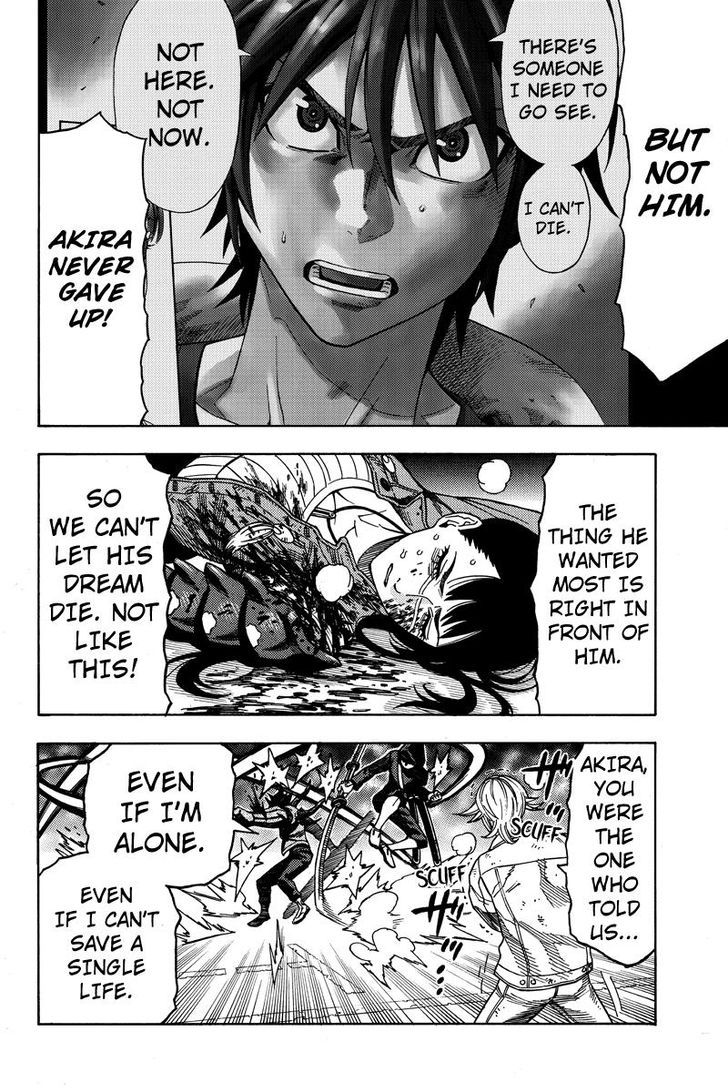 BUT
NOT
HIM.
THERE'S
SOMEONE
I NEED TO
GO SEE.
I CAN'T
DIE.
NOT
HERE.
NOT
NOW.
AKIRA
NEVER
GAVE
UP!
THE
THING HE
WANTED
MOST IS
RIGHT IN
FRONT OF
HIM.
SO
WE CAN'T
LET HIS
DREAM
DIE. NOT
LIKE
THIS!
AKIRA,
YOU
WERE
THE
ONE
WHO
TOLD
US...
SCUFF
SCUFF
EVEN
IF I'M
ALONE.
EVEN
IF I CAN'T
SAVE A
SINGLE
LIFE.